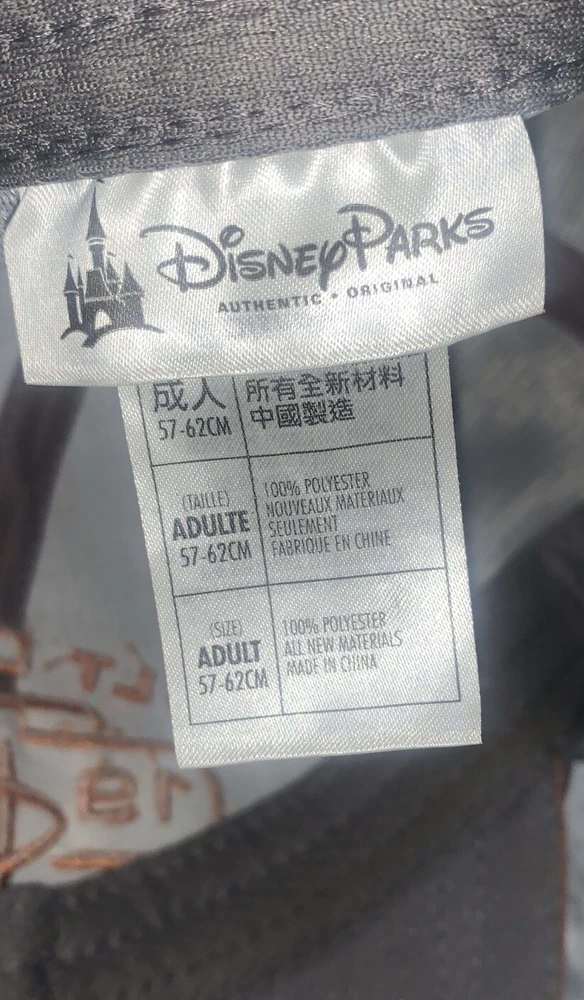 Disney Parks
AUTHENTIC • ORIGINAL
成人
57-62CM
所有全新材料
中國製造
(TAILLE)
ADULTE
57-62CM
100% POLYESTER
NOUVEAUX MATERIAUX
SEULEMENT
FABRIQUE EN CHINE
(SIZE)
ADULT
57-62CM
100% POLYESTER
ALL NEW MATERIALS
MADE IN CHINA